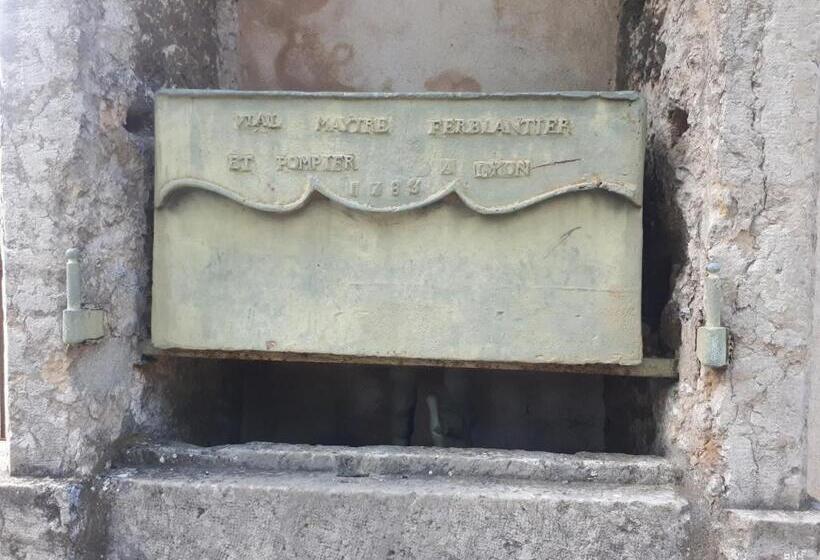 VIAL MAYTRE FERBLANTIER
ET POMPIER A LYON
1783